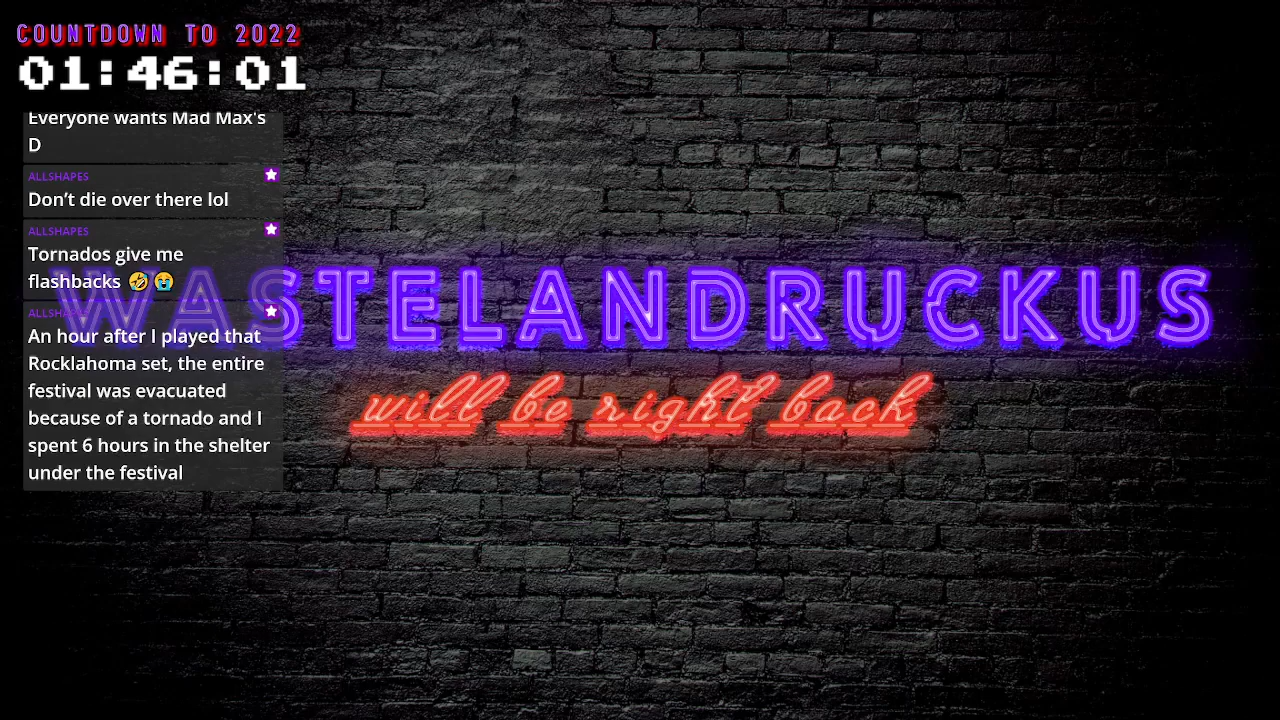 COUNTDOWN TO 2022
01:46:01
Everyone wants Mad Max's
D
ALLSHAPES
Don’t die over there lol
ALLSHAPES
Tornados give me
flashbacks 🤣😭
ALLSHAPES
An hour after I played that
Rocklahoma set, the entire
festival was evacuated
because of a tornado and I
spent 6 hours in the shelter
under the festival
WASTELANDRUCKUS
will be right back